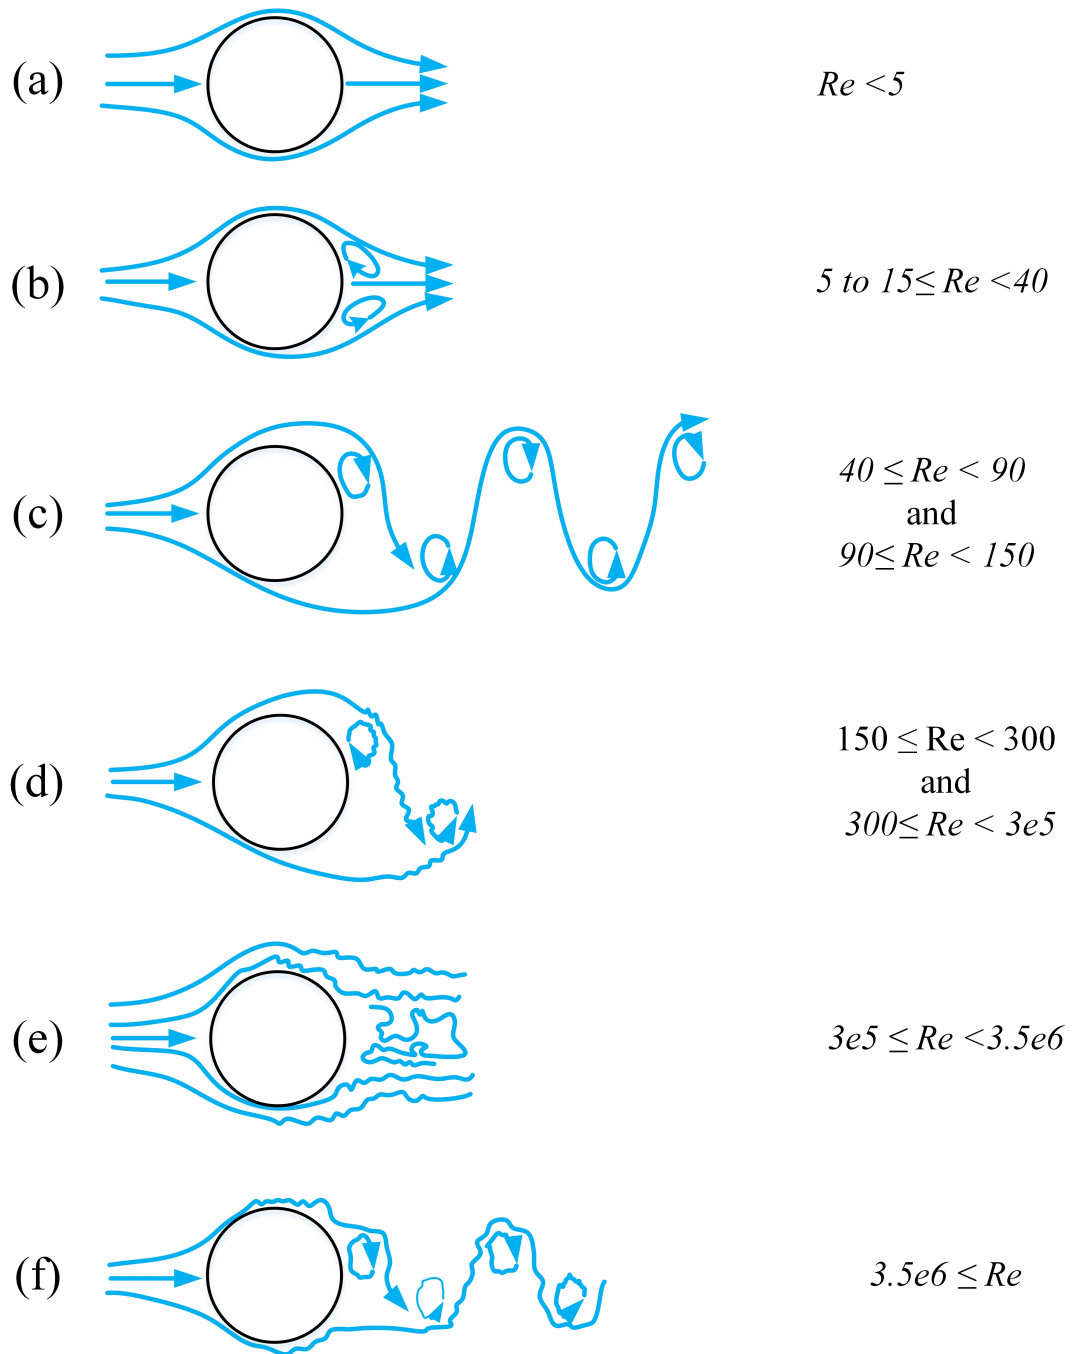 (a)
Re <5
(b)
5 to 15≤ Re <40
(c)
40 ≤ Re < 90
and
90≤ Re < 150
(d)
150 ≤ Re < 300
and
300≤ Re < 3e5
(e)
3e5 ≤ Re <3.5e6
(f)
3.5e6 ≤ Re